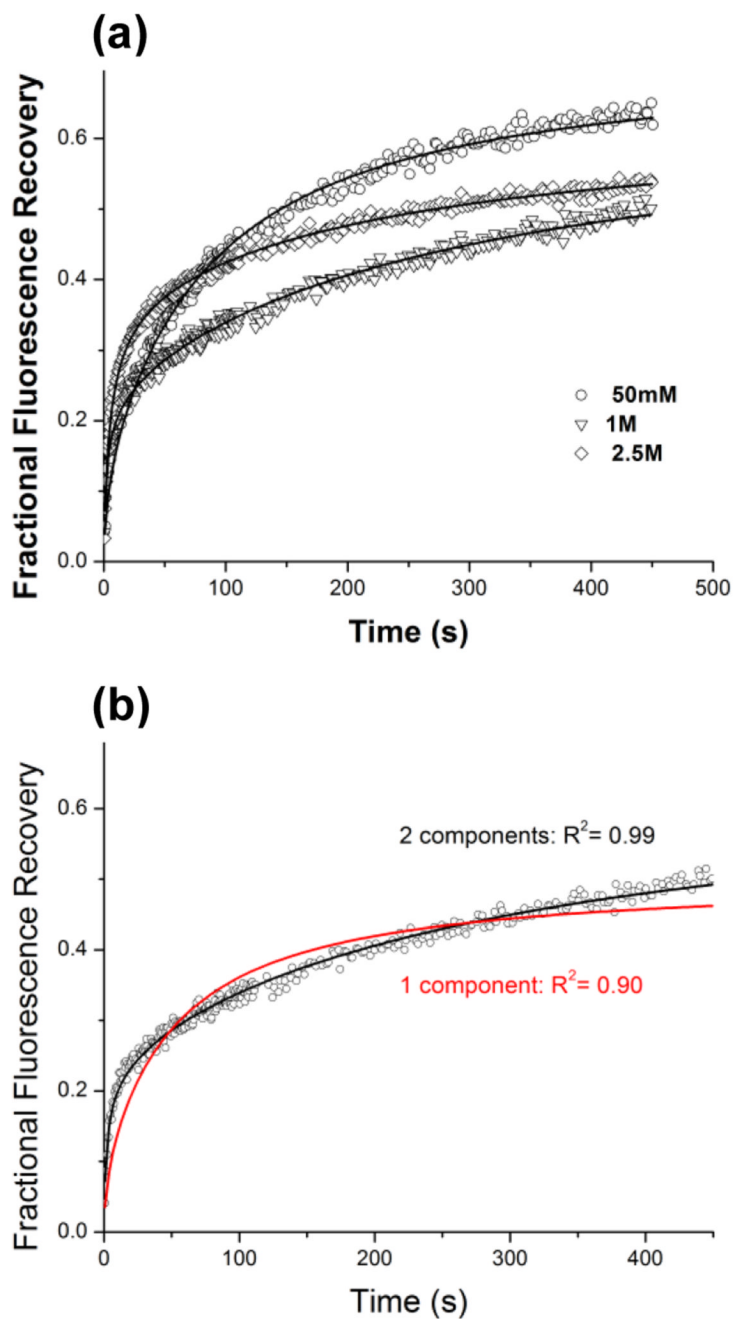 (a)
Fractional Fluorescence Recovery
0.6
0.4
0.2
0.0
50mM
1M
2.5M
0 100 200 300 400 500
Time (s)
(b)
Fractional Fluorescence Recovery
0.6
0.4
0.2
0.0
2 components: R²= 0.99
1 component: R²= 0.90
0 100 200 300 400
Time (s)